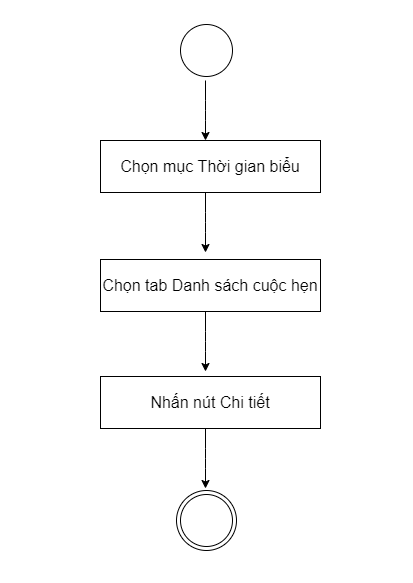 Chọn mục Thời gian biểu
Chọn tab Danh sách cuộc hẹn
Nhấn nút Chi tiết